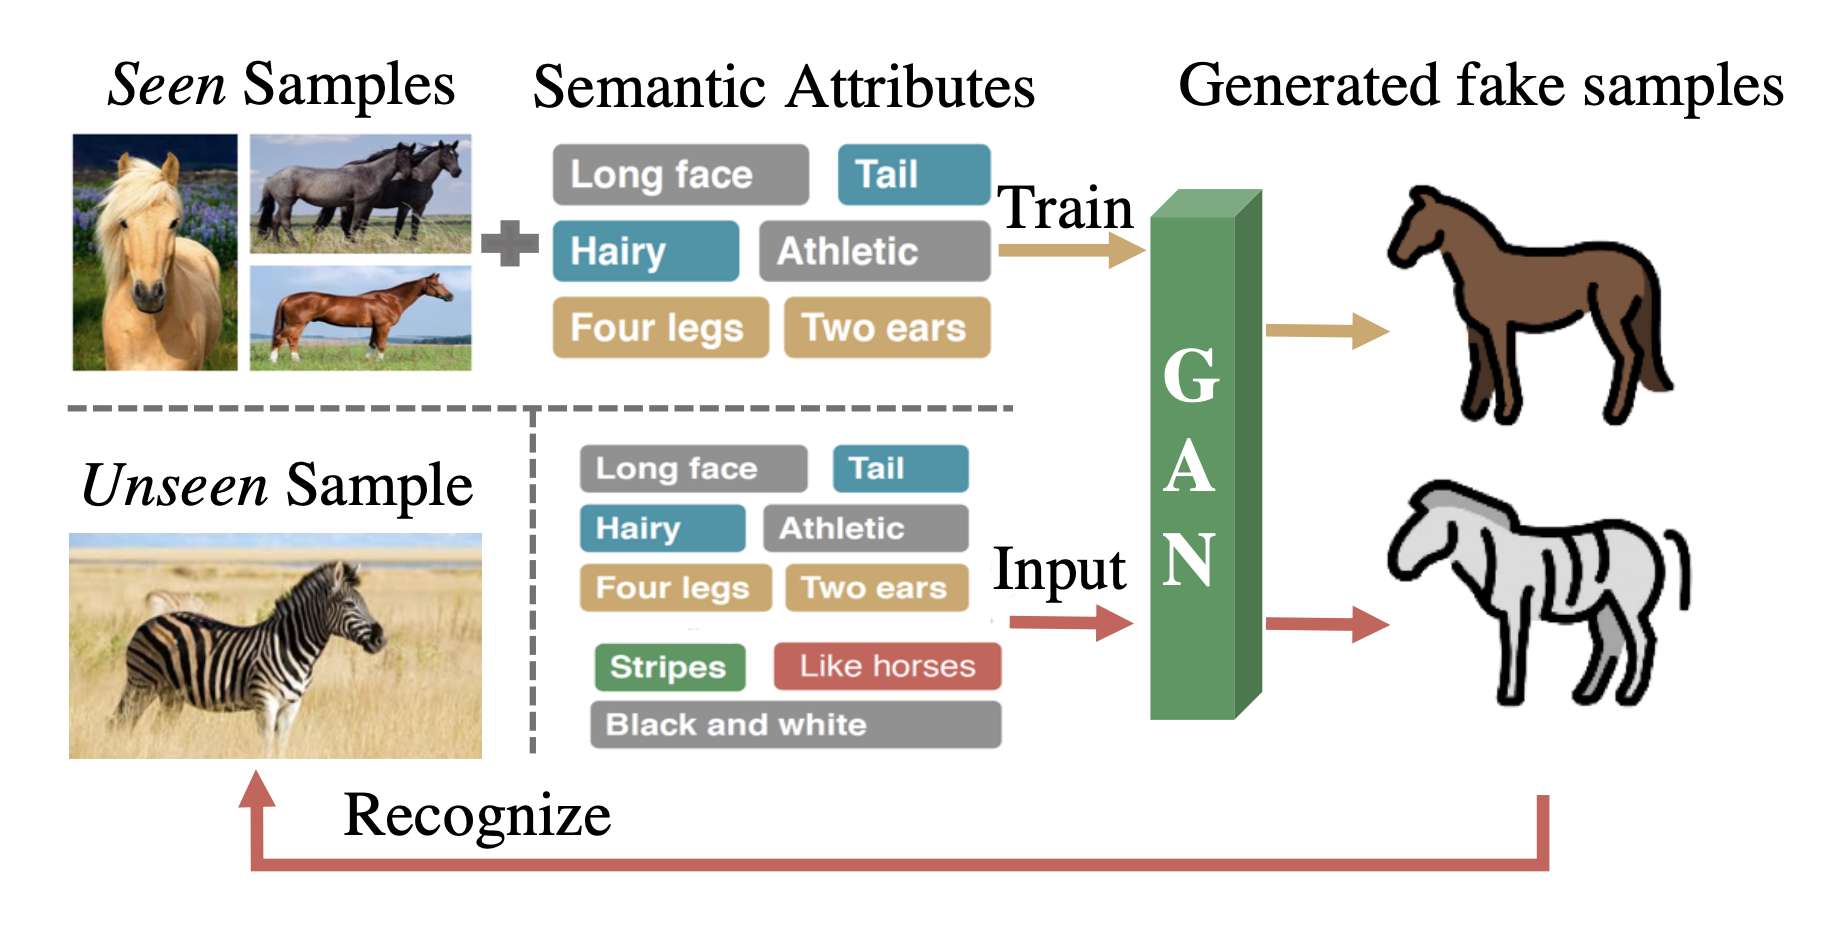 Seen Samples
Semantic Attributes
Generated fake samples
Long face
Tail
Hairy
Athletic
Four legs
Two ears
Train
GAN
Unseen Sample
Long face
Tail
Hairy
Athletic
Four legs
Two ears
Stripes
Like horses
Black and white
Input
Recognize